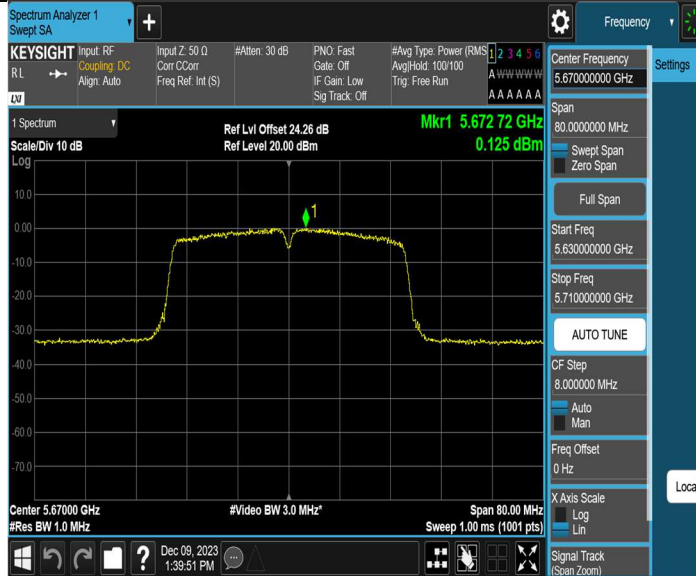 Spectrum Analyzer 1
Swept SA
+
Frequency
KEYSIGHT
Input: RF
Coupling: DC
Align: Auto
Input Z: 50 Ω
Corr CCorr
Freq Ref: Int (S)
#Atten: 30 dB
PNO: Fast
Gate: Off
IF Gain: Low
Sig Track: Off
#Avg Type: Power (RMS
Avg|Hold: 100/100
Trig: Free Run
1 2 3 4 5 6
A W W W W W
A A A A A A
R L
LXI
1 Spectrum
Scale/Div 10 dB
Log
Ref Lvl Offset 24.26 dB
Ref Level 20.00 dBm
Mkr1 5.672 72 GHz
0.125 dBm
1
10.0
0.00
-10.0
-20.0
-30.0
-40.0
-50.0
-60.0
-70.0
Center 5.67000 GHz
#Res BW 1.0 MHz
#Video BW 3.0 MHz*
Span 80.00 MHz
Sweep 1.00 ms (1001 pts)
?
Dec 09, 2023
1:39:51 PM
Center Frequency
5.670000000 GHz
Settings
Span
80.0000000 MHz
Swept Span
Zero Span
Full Span
Start Freq
5.630000000 GHz
Stop Freq
5.710000000 GHz
AUTO TUNE
CF Step
8.000000 MHz
Auto
Man
Freq Offset
0 Hz
Loca
X Axis Scale
Log
Lin
Signal Track
(Span Zoom)